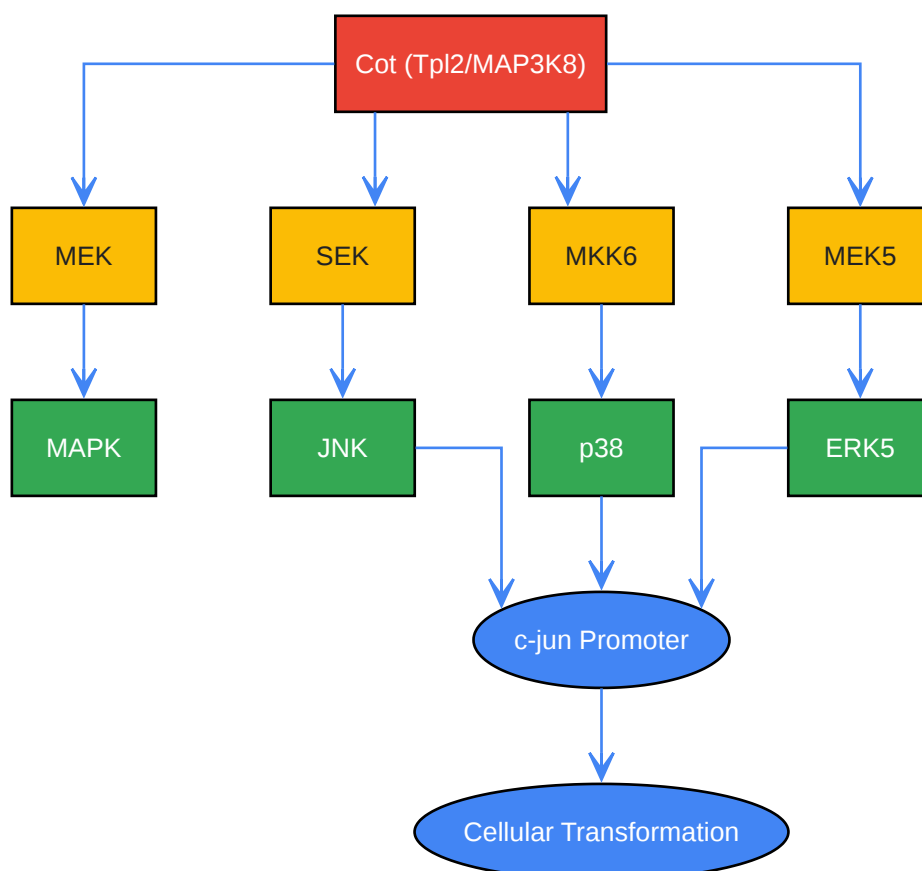 Cot (Tpl2/MAP3K8)
MEK
SEK
MKK6
MEK5
MAPK
JNK
p38
ERK5
c-jun Promoter
Cellular Transformation